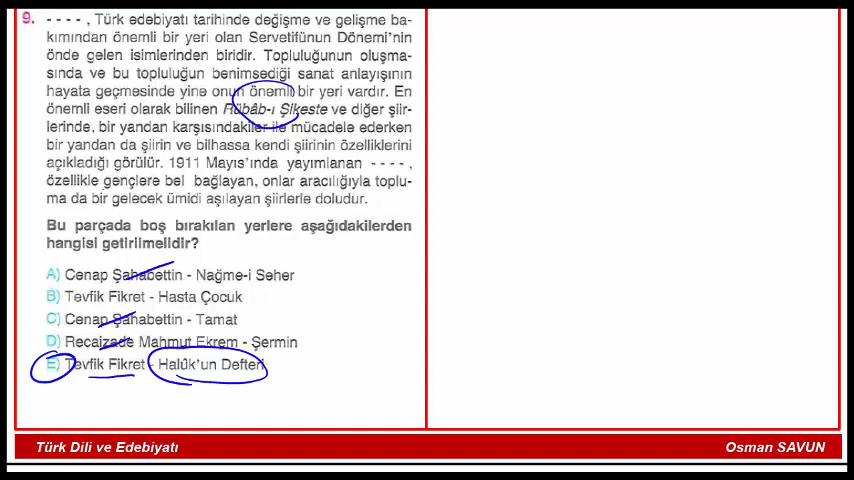 9. - - - - , Türk edebiyatı tarihinde değişme ve gelişme ba-
kımından önemli bir yeri olan Servetifünun Dönemi'nin
önde gelen isimlerinden biridir. Topluluğunun oluşma-
sında ve bu topluluğun benimsediği sanat anlayışının
hayata geçmesinde yine onun önemli bir yeri vardır. En
önemli eseri olarak bilinen Rübâb-ı Şikeste ve diğer şiir-
lerinde, bir yandan karşısındakiler ile mücadele ederken
bir yandan da şiirin ve bilhassa kendi şiirinin özelliklerini
açıkladığı görülür. 1911 Mayıs'ında yayımlanan - - - - ,
özellikle gençlere bel bağlayan, onlar aracılığıyla toplu-
ma da bir gelecek ümidi aşılayan şiirlerle doludur.
Bu parçada boş bırakılan yerlere aşağıdakilerden
hangisi getirilmelidir?
A) Cenap Şahabettin - Nağme-i Seher
B) Tevfik Fikret - Hasta Çocuk
C) Cenap Şahabettin - Tamat
D) Recaizade Mahmut Ekrem - Şermin
E) Tevfik Fikret - Halûk'un Defteri
Türk Dili ve Edebiyatı
Osman SAVUN